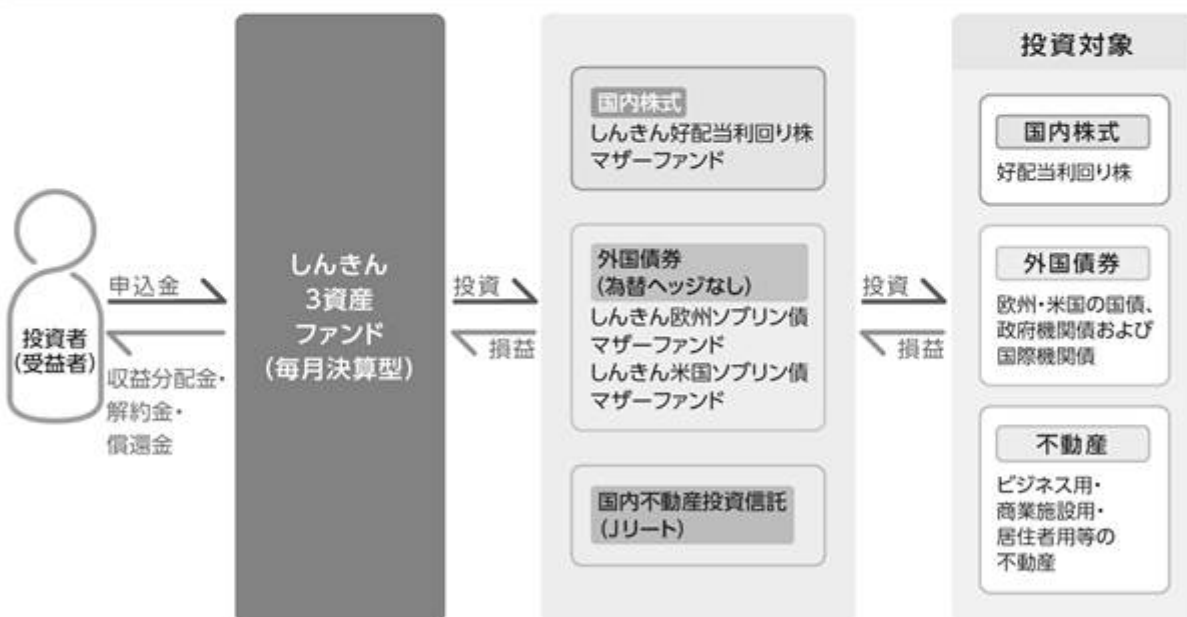 投資者
(受益者)
申込金
収益分配金・
解約金・
償還金
しんきん
3資産
ファンド
(毎月決算型)
投資
損益
国内株式
しんきん好配当利回り株
マザーファンド
外国債券
(為替ヘッジなし)
しんきん欧州ソブリン債
マザーファンド
しんきん米国ソブリン債
マザーファンド
国内不動産投資信託
(Jリート)
投資
損益
投資対象
国内株式
好配当利回り株
外国債券
欧州・米国の国債、
政府機関債および
国際機関債
不動産
ビジネス用・
商業施設用・
居住者用等の
不動産